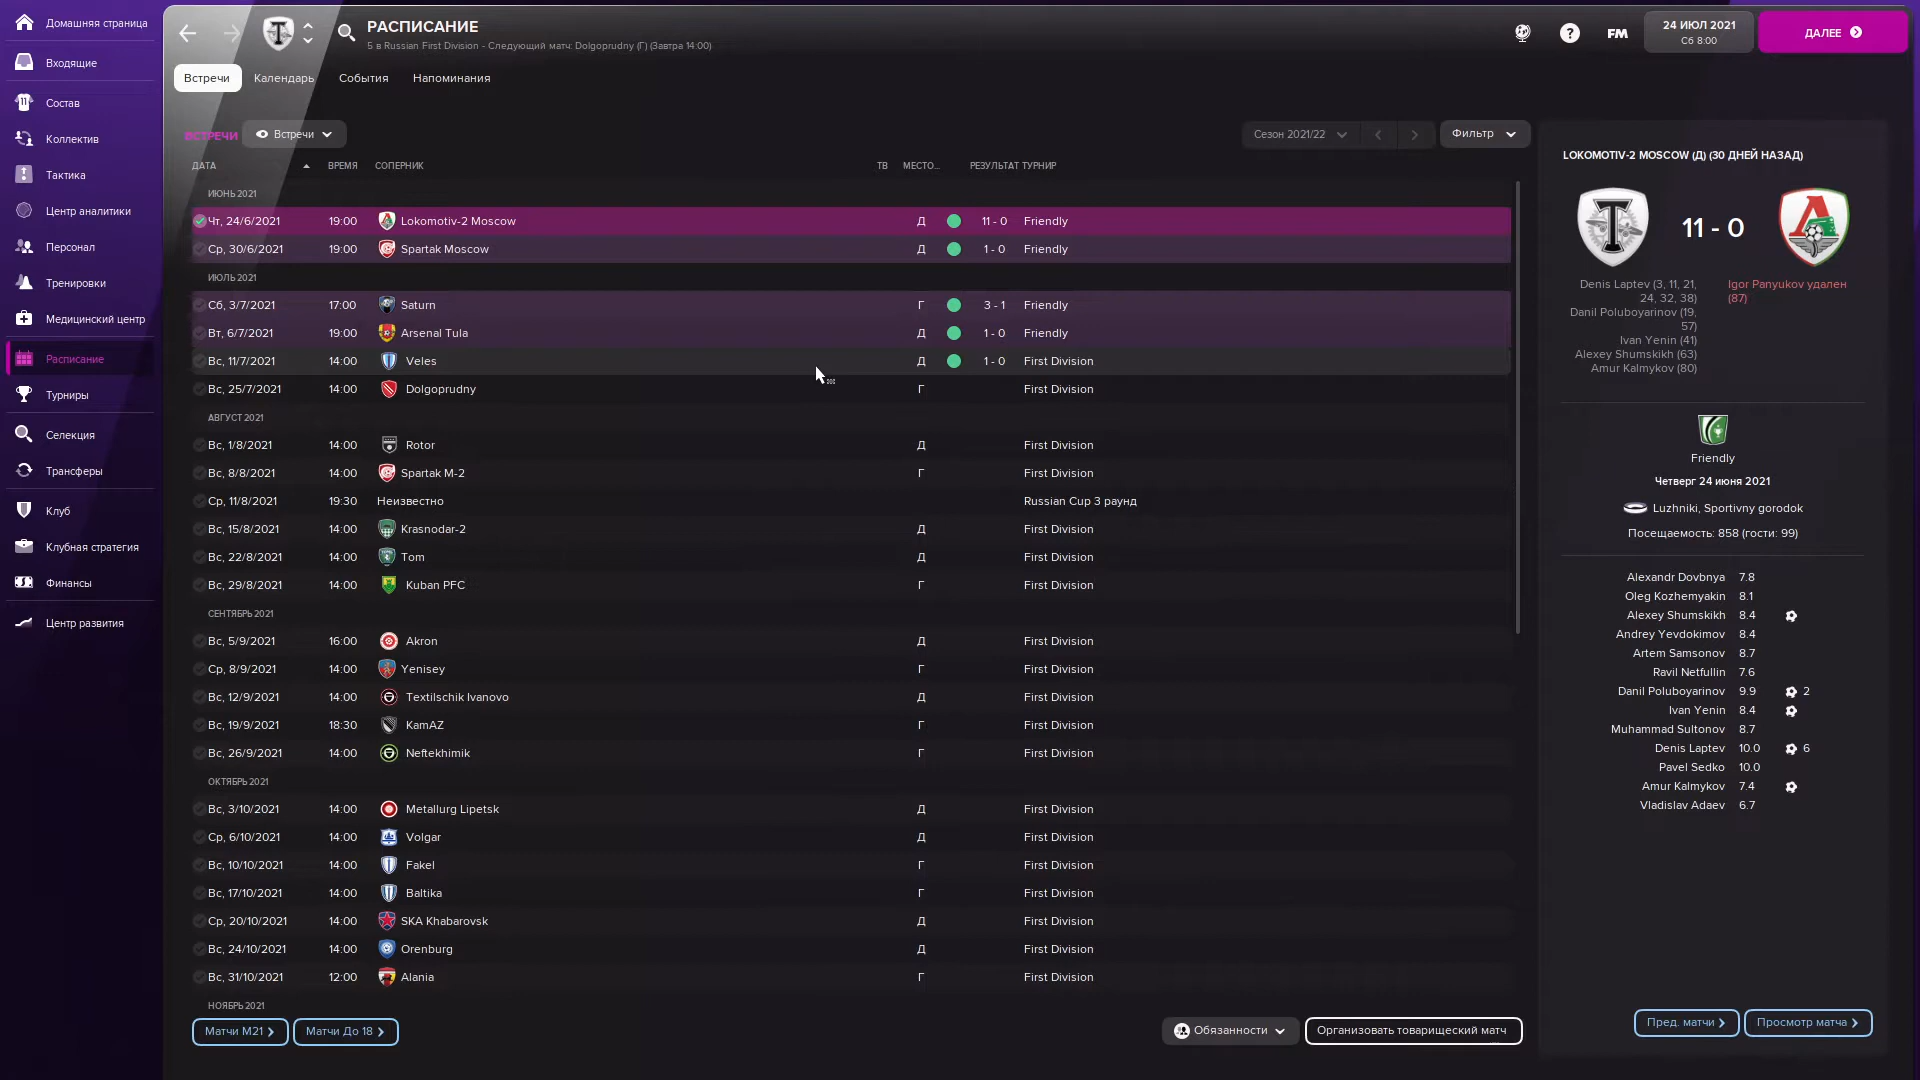 Домашняя страница
Входящие
Состав
Коллектив
Тактика
Центр аналитики
Персонал
Тренировки
Медицинский центр
Расписание
Турниры
Селекция
Трансферы
Клуб
Клубная стратегия
Финансы
Центр развития
РАСПИСАНИЕ
5 в Russian First Division - Следующий матч: Dolgoprudny (Г) (Завтра 14:00)
FM
24 ИЮЛ 2021
Сб 8:00
ДАЛЕЕ
Встречи Календарь События Напоминания
ВСТРЕЧИ Встречи Сезон 2021/22 Фильтр
ДАТА ВРЕМЯ СОПЕРНИК ТВ МЕСТО... РЕЗУЛЬТАТ ТУРНИР
ИЮНЬ 2021
Чт, 24/6/2021 19:00 Lokomotiv-2 Moscow Д 11 - 0 Friendly
Ср, 30/6/2021 19:00 Spartak Moscow Д 1 - 0 Friendly
ИЮЛЬ 2021
Сб, 3/7/2021 17:00 Saturn Г 3 - 1 Friendly
Вт, 6/7/2021 19:00 Arsenal Tula Д 1 - 0 Friendly
Вс, 11/7/2021 14:00 Veles Д 1 - 0 First Division
Вс, 25/7/2021 14:00 Dolgoprudny Г First Division
АВГУСТ 2021
Вс, 1/8/2021 14:00 Rotor Д First Division
Вс, 8/8/2021 14:00 Spartak M-2 Г First Division
Ср, 11/8/2021 19:30 Неизвестно Russian Cup 3 раунд
Вс, 15/8/2021 14:00 Krasnodar-2 Д First Division
Вс, 22/8/2021 14:00 Tom Д First Division
Вс, 29/8/2021 14:00 Kuban PFC Г First Division
СЕНТЯБРЬ 2021
Вс, 5/9/2021 16:00 Akron Д First Division
Ср, 8/9/2021 14:00 Yenisey Г First Division
Вс, 12/9/2021 14:00 Textilschik Ivanovo Д First Division
Вс, 19/9/2021 18:30 KamAZ Г First Division
Вс, 26/9/2021 14:00 Neftekhimik Г First Division
ОКТЯБРЬ 2021
Вс, 3/10/2021 14:00 Metallurg Lipetsk Д First Division
Ср, 6/10/2021 14:00 Volgar Д First Division
Вс, 10/10/2021 14:00 Fakel Г First Division
Вс, 17/10/2021 14:00 Baltika Г First Division
Ср, 20/10/2021 14:00 SKA Khabarovsk Д First Division
Вс, 24/10/2021 14:00 Orenburg Д First Division
Вс, 31/10/2021 12:00 Alania Г First Division
НОЯБРЬ 2021
Матчи М21 Матчи До 18 Обязанности Организовать товарищеский матч
LOKOMOTIV-2 MOSCOW (Д) (30 ДНЕЙ НАЗАД)
11 - 0
Denis Laptev (3, 11, 21,
24, 32, 38)
Danil Poluboyarinov (19,
57)
Ivan Yenin (41)
Alexey Shumskikh (63)
Amur Kalmykov (80)
Igor Panyukov удален
(87)
Friendly
Четверг 24 июня 2021
Luzhniki, Sportivny gorodok
Посещаемость: 858 (гости: 99)
Alexandr Dovbnya 7.8
Oleg Kozhemyakin 8.1
Alexey Shumskikh 8.4
Andrey Yevdokimov 8.4
Artem Samsonov 8.7
Ravil Netfullin 7.6
Danil Poluboyarinov 9.9 2
Ivan Yenin 8.4
Muhammad Sultonov 8.7
Denis Laptev 10.0 6
Pavel Sedko 10.0
Amur Kalmykov 7.4
Vladislav Adaev 6.7
Пред. матчи Просмотр матча